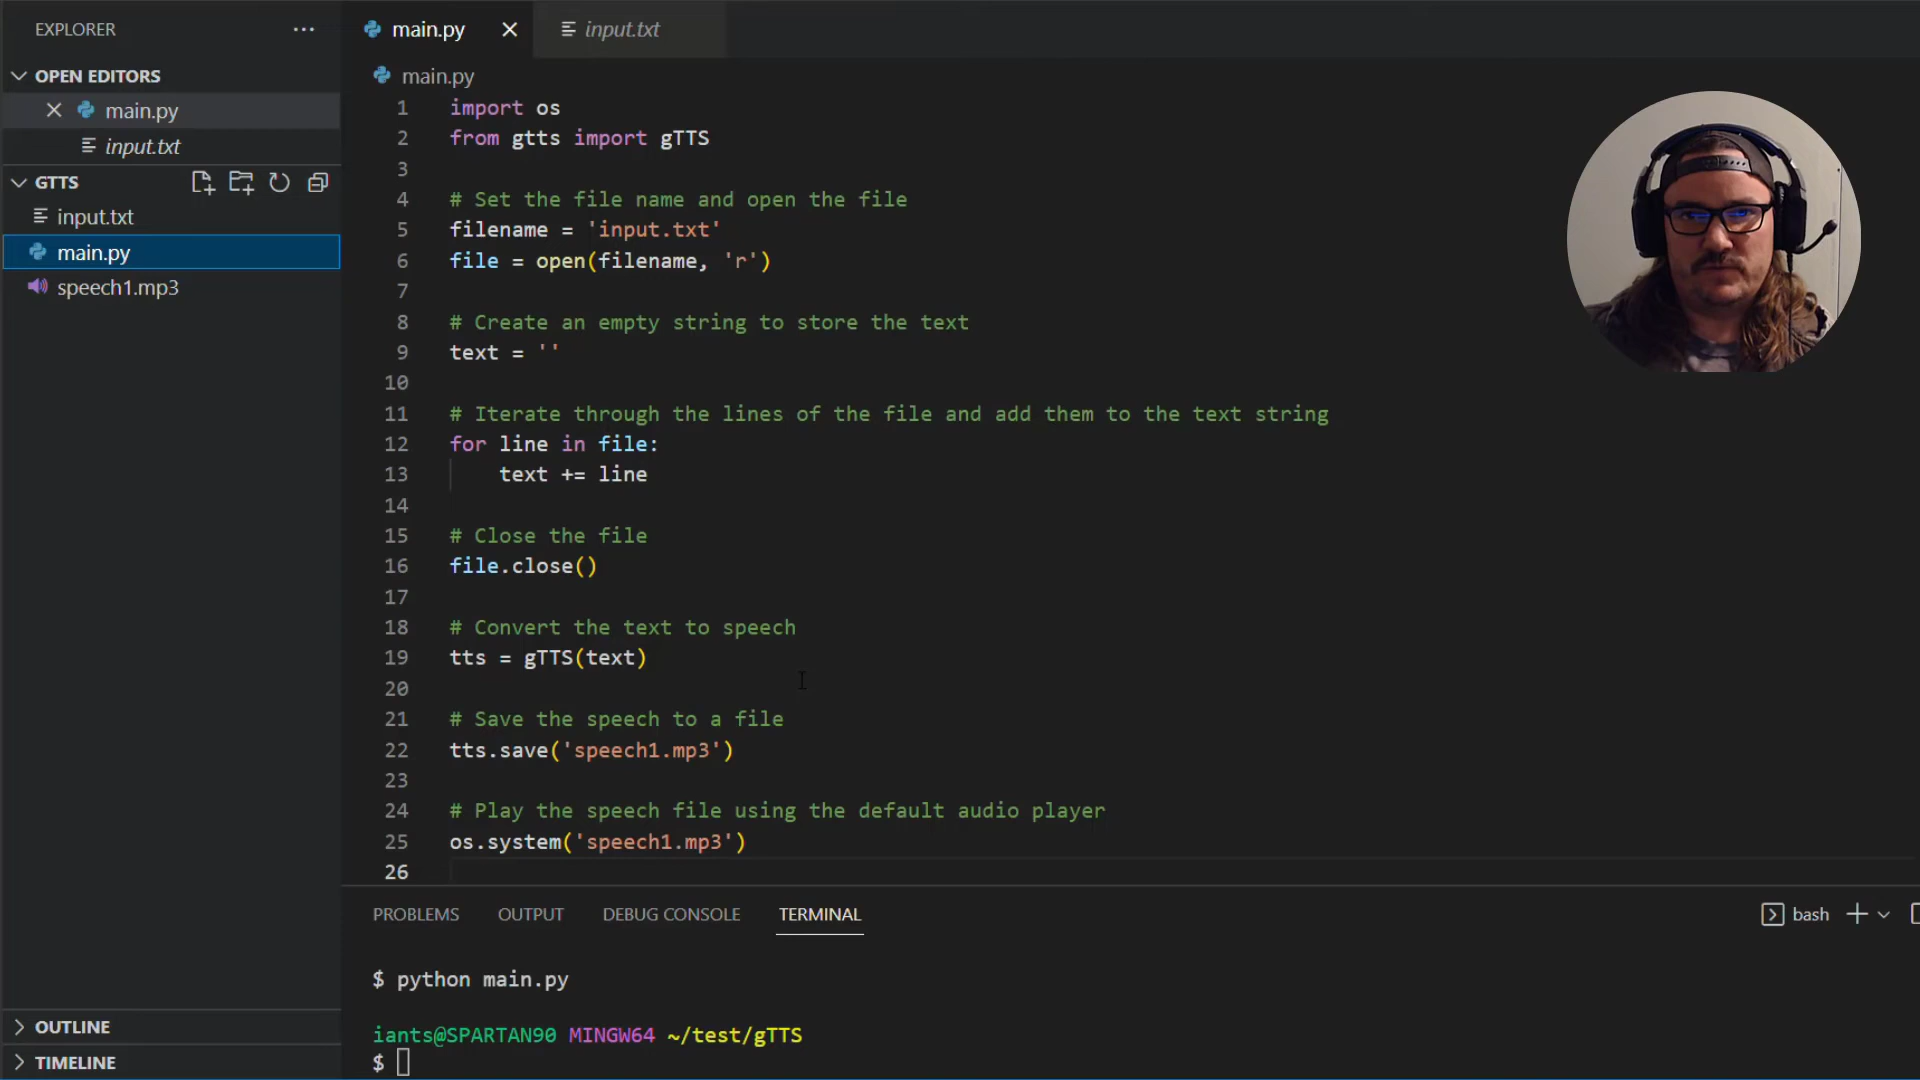 EXPLORER
OPEN EDITORS
main.py
input.txt
GTTS
input.txt
main.py
speech1.mp3
OUTLINE
TIMELINE
main.py
input.txt
main.py
1 import os
2 from gtts import gTTS
3
4 # Set the file name and open the file
5 filename = 'input.txt'
6 file = open(filename, 'r')
7
8 # Create an empty string to store the text
9 text = ''
10
11 # Iterate through the lines of the file and add them to the text string
12 for line in file:
13     text += line
14
15 # Close the file
16 file.close()
17
18 # Convert the text to speech
19 tts = gTTS(text)
20
21 # Save the speech to a file
22 tts.save('speech1.mp3')
23
24 # Play the speech file using the default audio player
25 os.system('speech1.mp3')
26
PROBLEMS OUTPUT DEBUG CONSOLE TERMINAL
bash
$ python main.py
iants@SPARTAN90 MINGW64 ~/test/gTTS
$